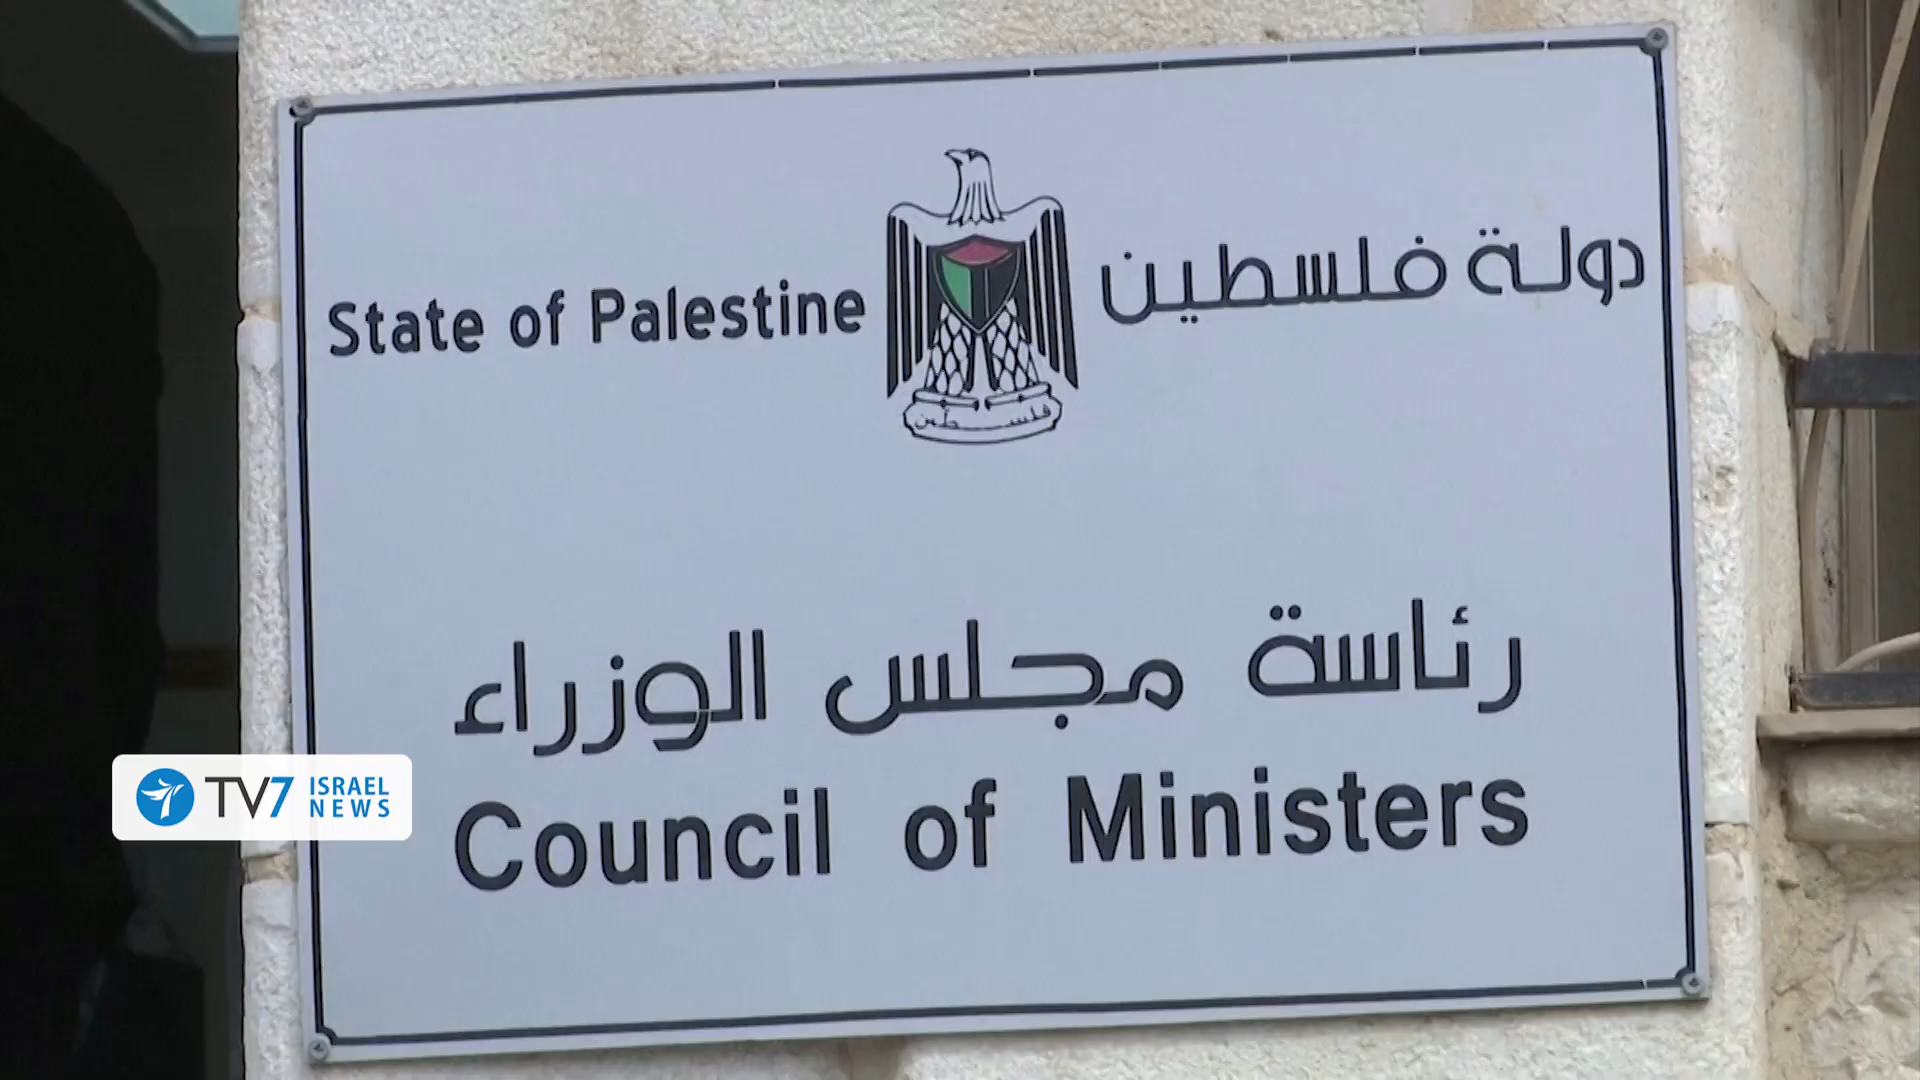 State of Palestine
دولة فلسطين
فلسطين
رئاسة مجلس الوزراء
Council of Ministers
TV7 ISRAEL
NEWS